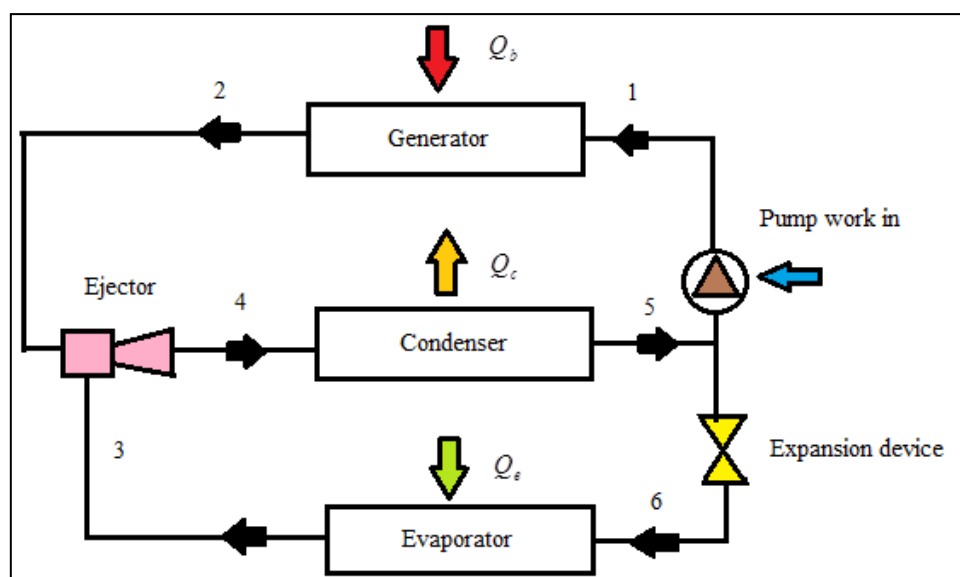 Q_b
2
1
Generator
Pump work in
Q_c
Ejector
4
5
Condenser
3
Q_e
Expansion device
6
Evaporator